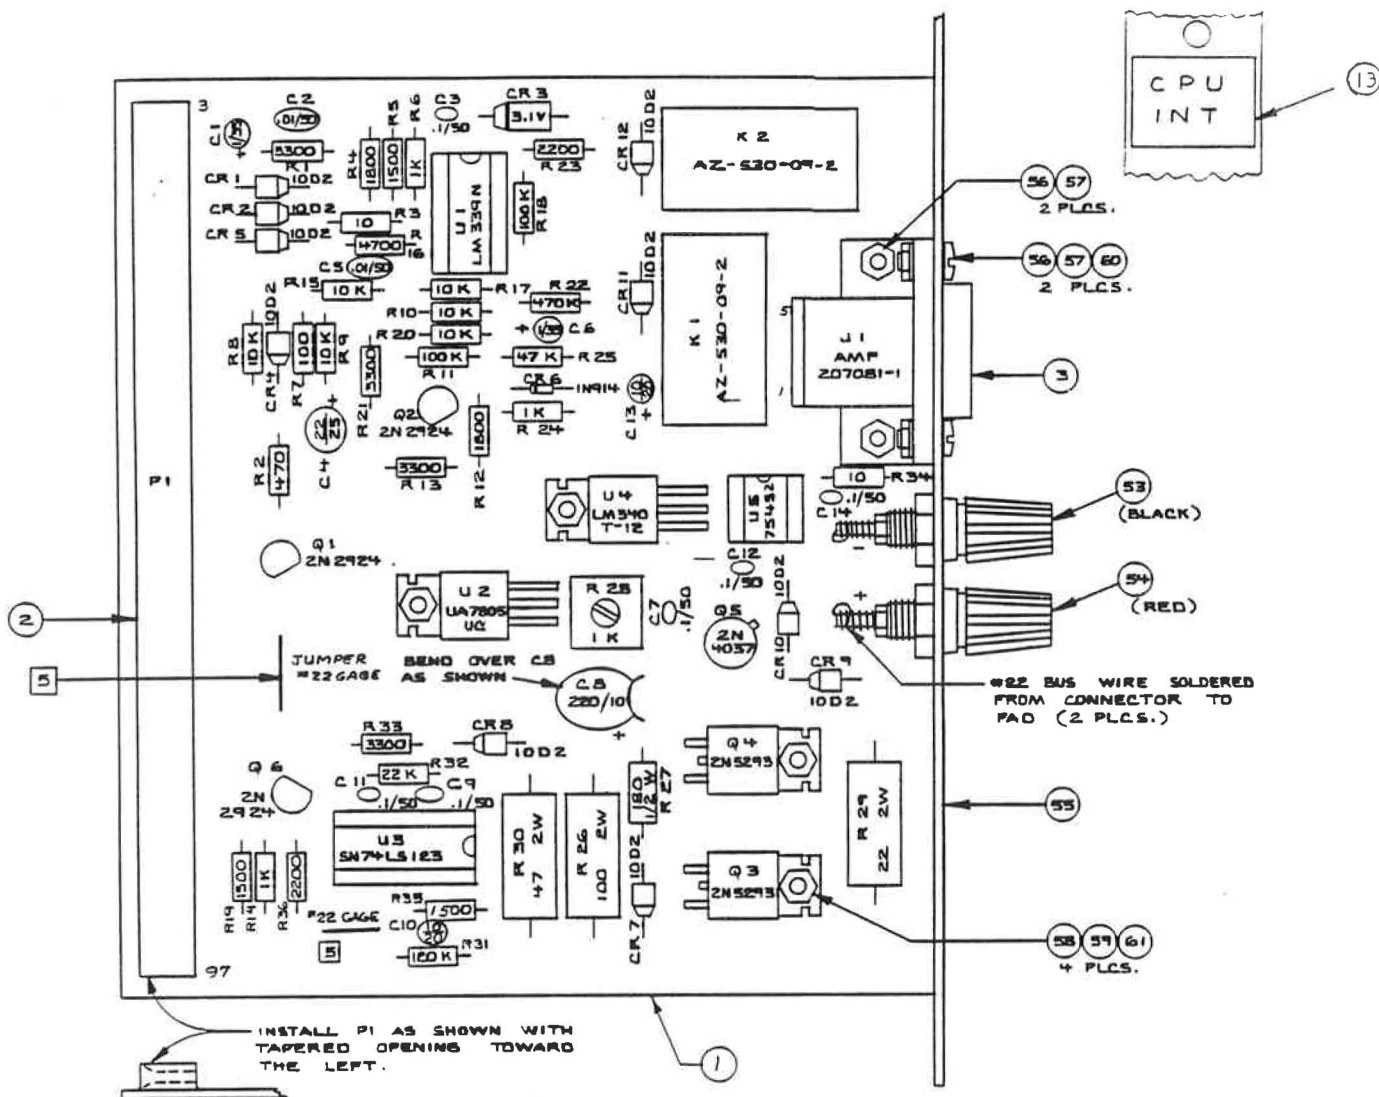 CPU
INT
13
3
C1
1/35
+
C2
.01/50
3300
R1
R4
1800
R5
1500
R6
1K
C3
.1/50
CR3
3.1V
2200
R23
CR12
10D2
K2
AZ-530-09-2
56 57
2 PLCS.
56 57 60
2 PLCS.
CR1
10D2
CR2
10D2
CR5
10D2
10
R3
4700
R
16
C5
.01/50
U1
LM339N
100K
R18
R15
10K
10K
R17
R10
10K
R20
10K
100K
R11
R22
470K
+
1/35
C6
47K
R25
CR6
1N914
1K
R24
CR11
10D2
K1
AZ-530-09-2
C13
+
5
1
J1
AMP
207081-1
3
R8
10K
CR4
10D2
R7
100
10K
R9
R21
3300
C4
22
25
+
Q2
2N2924
R12
1800
3300
R13
R2
470
P1
U4
LM340
T-12
U5
75452
10
R34
.1/50
C14
53
(BLACK)
-
Q1
2N2924
C12
.1/50
U2
UA7805
UC
R28
1K
C7
.1/50
Q5
2N
4037
CR10
10D2
+
54
(RED)
2
5
JUMPER
#22 GAGE
BEND OVER C8
AS SHOWN
C8
220/10
+
CR9
10D2
#22 BUS WIRE SOLDERED
FROM CONNECTOR TO
PAD (2 PLCS.)
R33
3300
CR8
10D2
22K
R32
C11
.1/50
C9
.1/50
Q6
2N
2924
U3
SN74LS123
R30
47 2W
R26
100 2W
180
1/2W
R27
CR7
10D2
Q4
2N5293
Q3
2N5293
R29
22 2W
55
R19
1500
R14
1K
R36
2200
#22 GAGE
5
R35
1500
C10
120K
R31
58 59 61
4 PLCS.
97
INSTALL P1 AS SHOWN WITH
TAPERED OPENING TOWARD
THE LEFT.
1